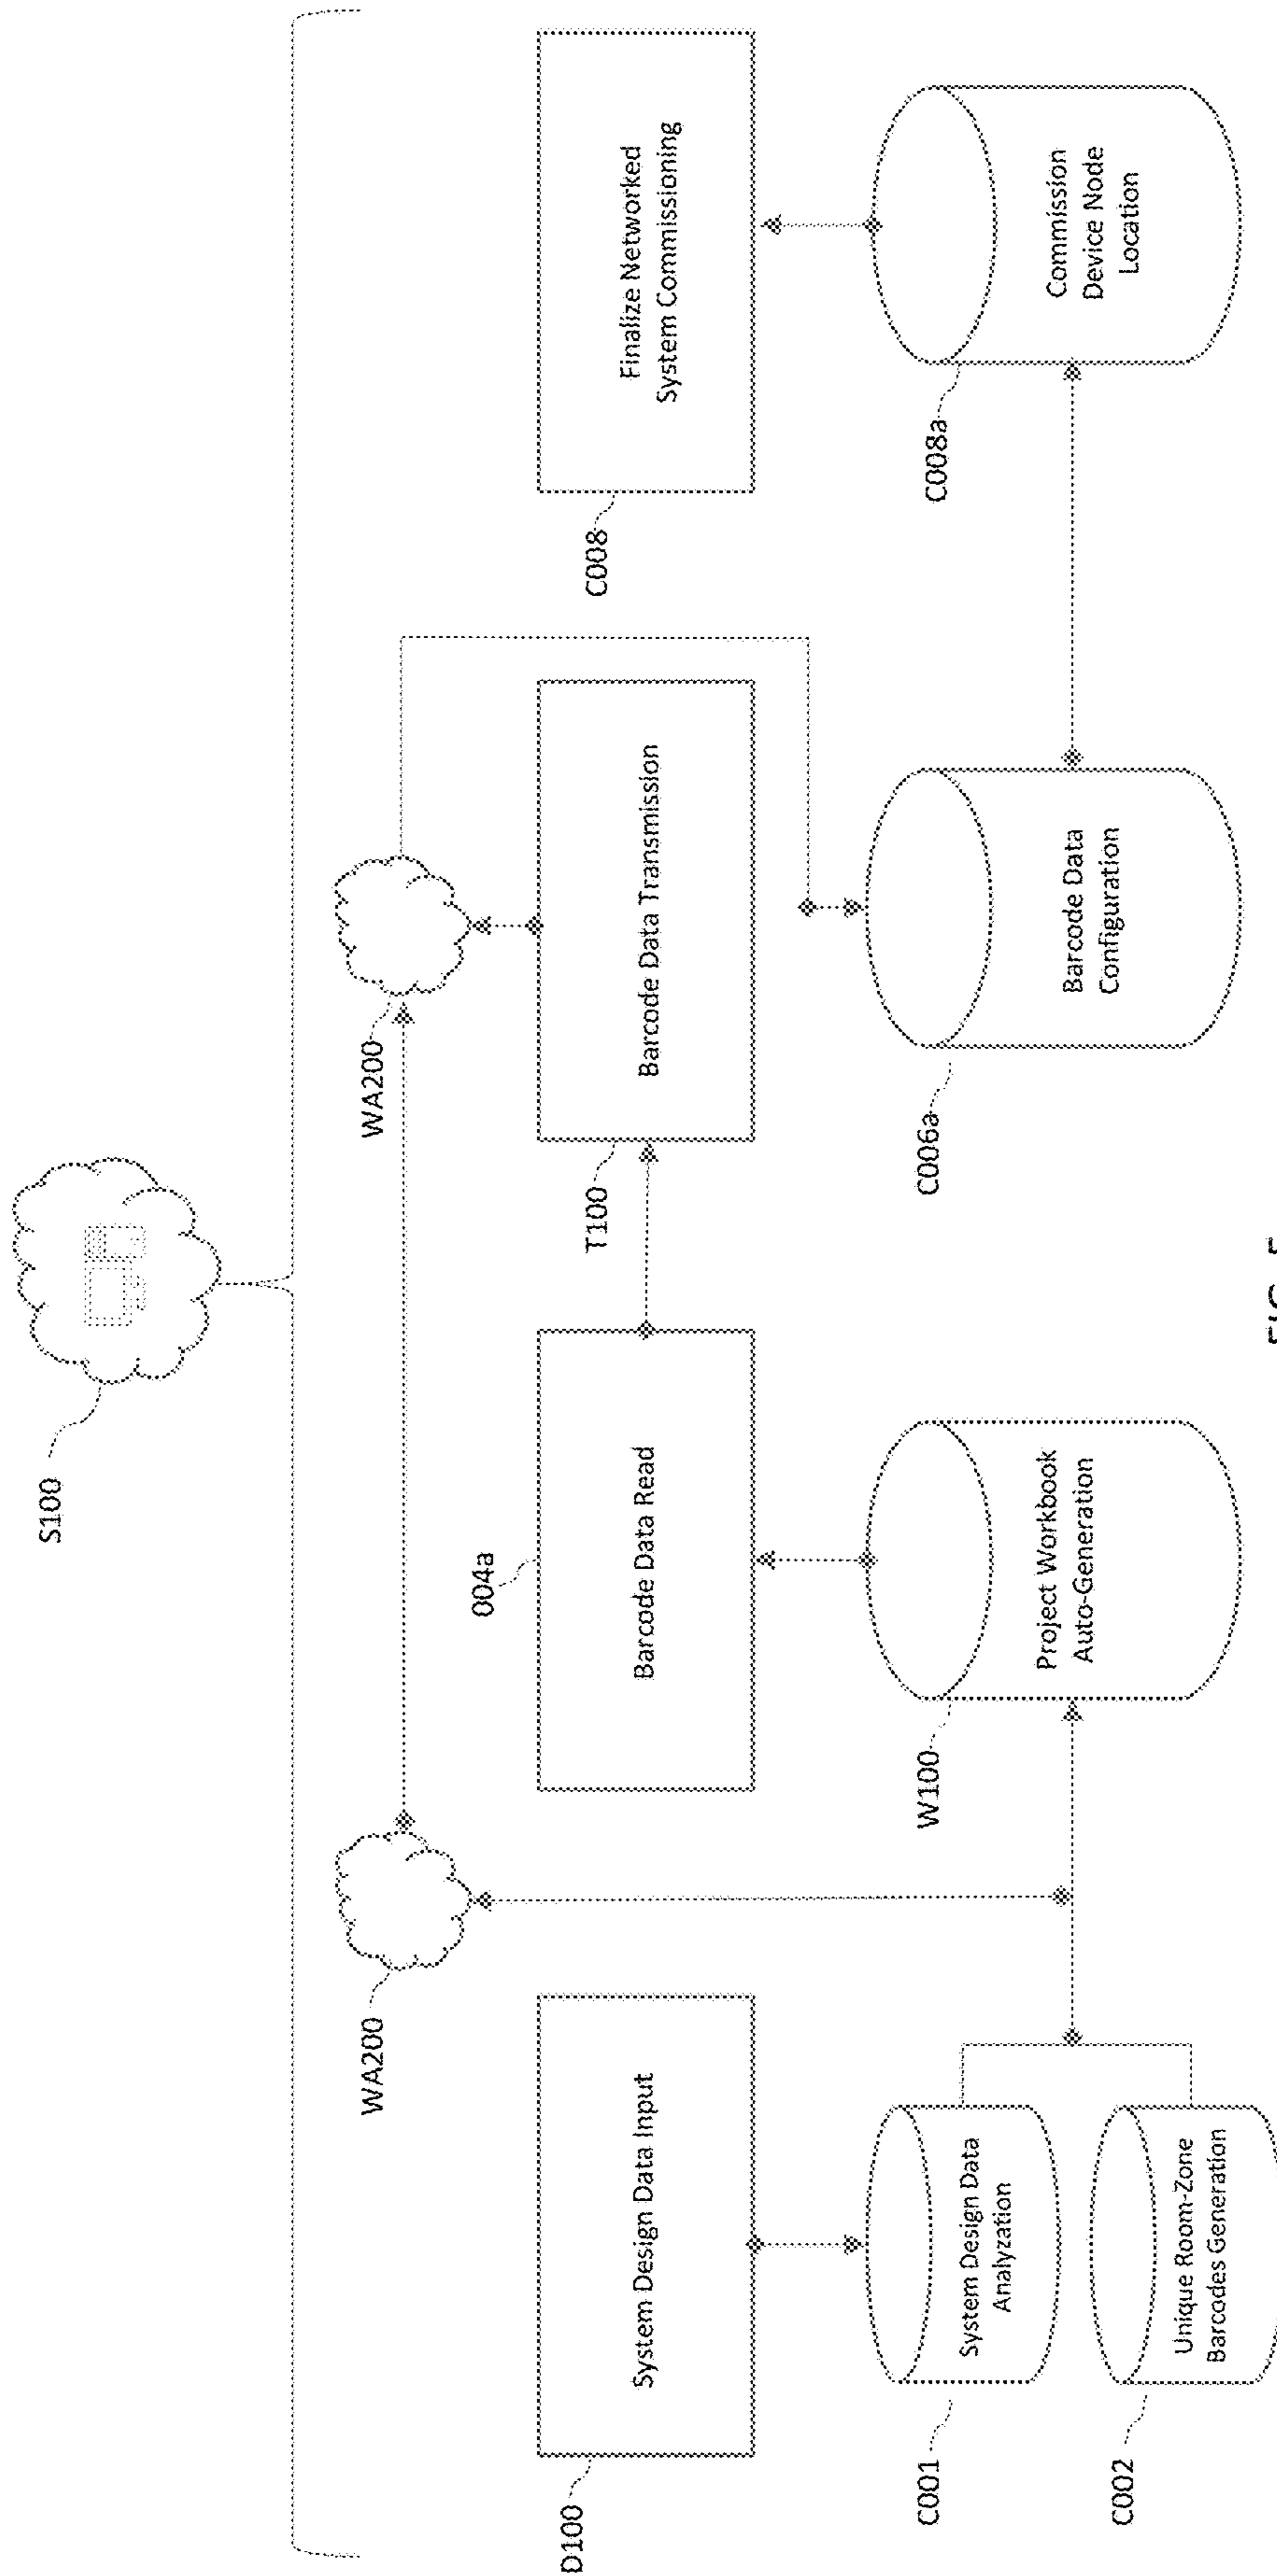 S100
WA200
WA200
D100
System Design Data Input
004a
Barcode Data Read
T100
Barcode Data Transmission
C008
Finalize Networked
System Commissioning
C001
System Design Data
Analyzation
C002
Unique Room-Zone
Barcodes Generation
W100
Project Workbook
Auto-Generation
C006a
Barcode Data
Configuration
C008a
Commission
Device Node
Location
FIG. 5